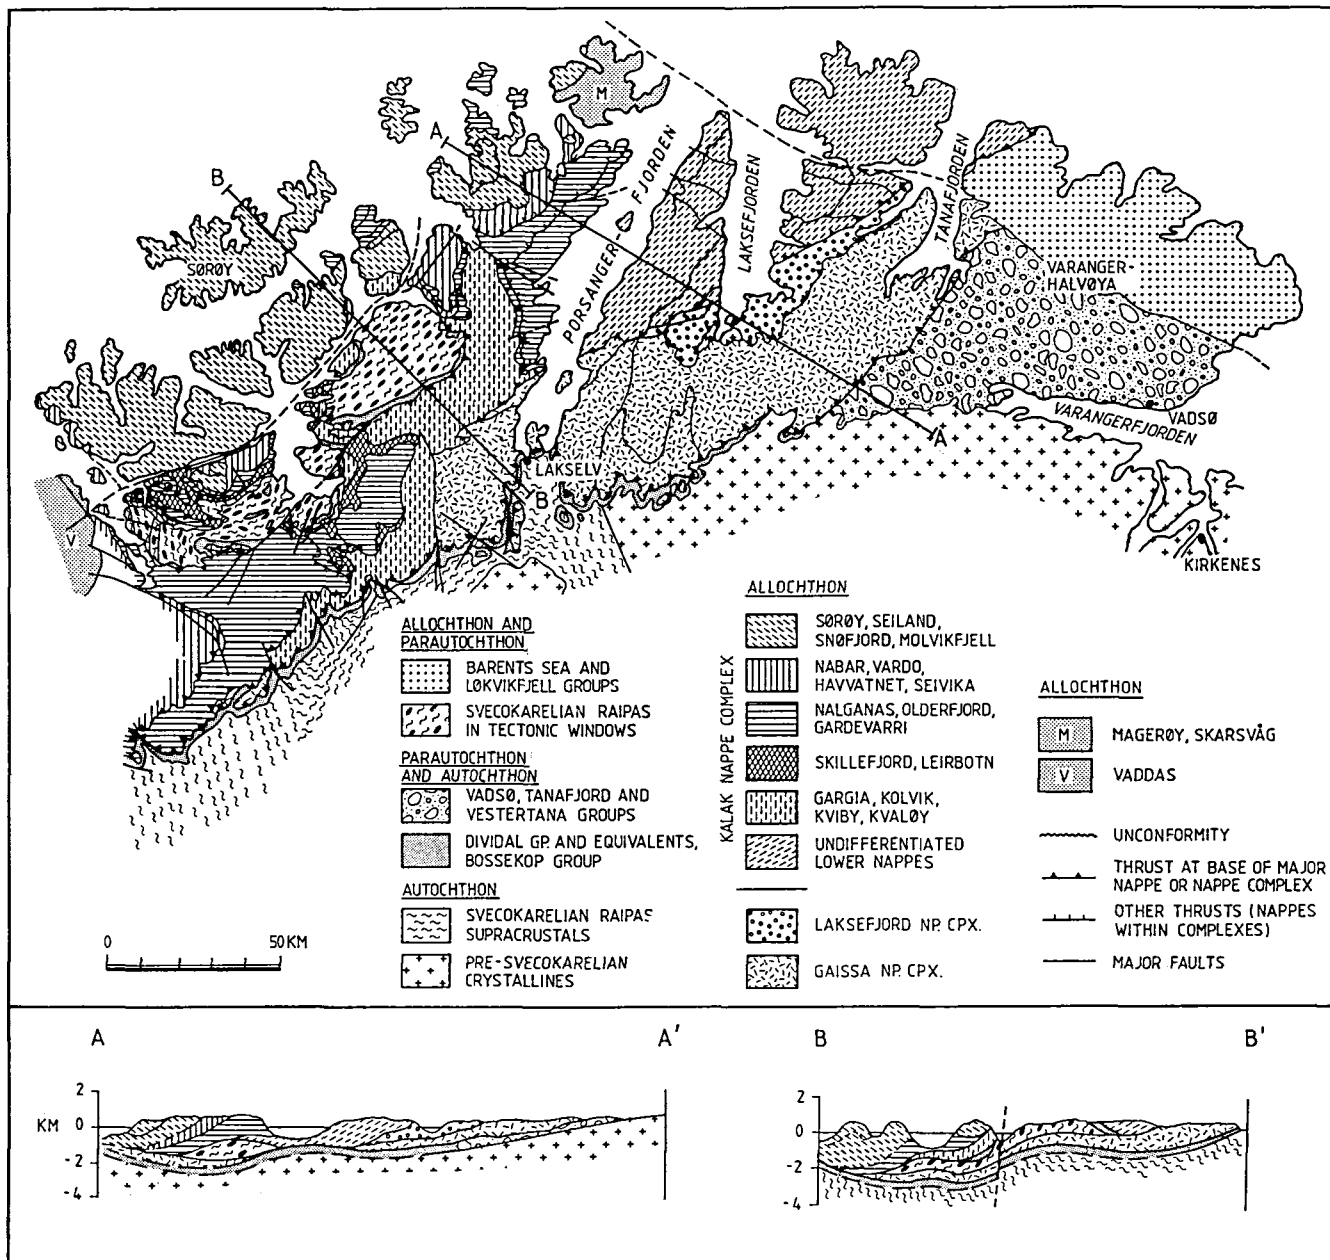 M
A
B
SØRØY
PORSANGER-FJORDEN
LAKSEFJORDEN
TANAFJORDEN
VARANGER-
HALVØYA
VADSØ
VARANGERFJORDEN
A
LAKSELV
B
V
KIRKENES
ALLOCHTHON AND
PARAUTOCHTHON
BARENTS SEA AND
LØKVIKFJELL GROUPS
SVECOKARELIAN RAIPAS
IN TECTONIC WINDOWS
PARAUTOCHTHON
AND AUTOCHTHON
VADSØ, TANAFJORD AND
VESTERTANA GROUPS
DIVIDAL GP. AND EQUIVALENTS,
BOSSEKOP GROUP
AUTOCHTHON
SVECOKARELIAN RAIPAS
SUPRACRUSTALS
PRE-SVECOKARELIAN
CRYSTALLINES
0 50 KM
KALAK NAPPE COMPLEX
ALLOCHTHON
SØRØY, SEILAND,
SNØFJORD, MOLVIKFJELL
NABAR, VARDO,
HAVVATNET, SEIVIKA
NALGANAS, OLDERFJORD,
GARDEVARRI
SKILLEFJORD, LEIRBOTN
GARGIA, KOLVIK,
KVIBY, KVALØY
UNDIFFERENTIATED
LOWER NAPPES
LAKSEFJORD NP. CPX.
GAISSA NP. CPX.
ALLOCHTHON
M MAGERØY, SKARSVÅG
V VADDAS
UNCONFORMITY
THRUST AT BASE OF MAJOR
NAPPE OR NAPPE COMPLEX
OTHER THRUSTS (NAPPES
WITHIN COMPLEXES)
MAJOR FAULTS
A A'
2
KM 0
-2
-4
B B'
2
0
-2
-4